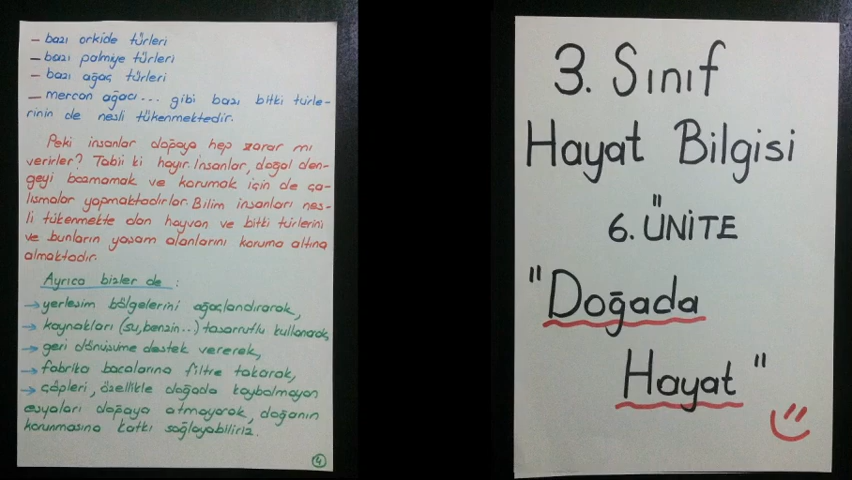 - bazı orkide türleri
- bazı palmiye türleri
- bazı ağaç türleri
- mercan ağacı... gibi bazı bitki türle-
rinin de nesli tükenmektedir.
Peki insanlar doğaya hep zarar mı
verirler? Tabii ki hayır. İnsanlar, doğal den-
geyi bozmamak ve korumak için de ça-
lışmalar yapmaktadırlar. Bilim insanları nes-
li tükenmekte olan hayvan ve bitki türlerini
ve bunların yaşam alanlarını koruma altına
almaktadır.
Ayrıca bizler de :
→ yerleşim bölgelerini ağaçlandırarak,
→ kaynakları (su, benzin..) tasarruflu kullanarak,
→ geri dönüşüme destek vererek,
→ fabrika bacalarına filtre takarak,
→ çöpleri, özellikle doğada kaybolmayan
eşyaları doğaya atmayarak, doğanın
korunmasına katkı sağlayabiliriz.
4
3. Sınıf
Hayat Bilgisi
6. ÜNİTE
"Doğada
Hayat"